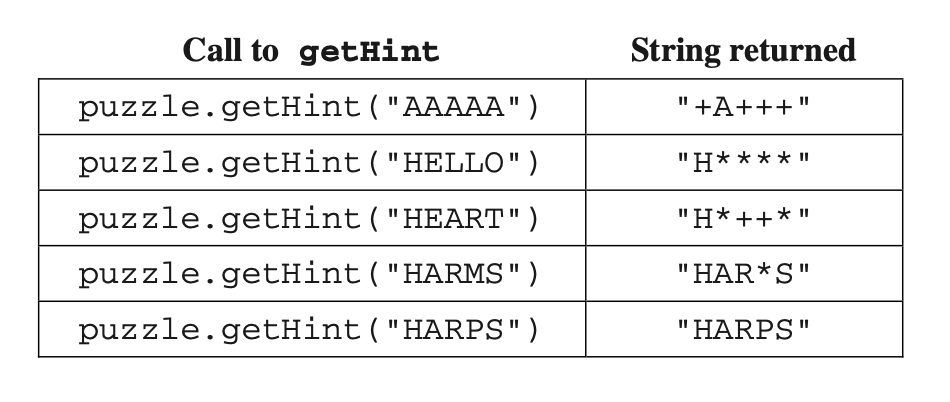 Call to getHint String returned
puzzle.getHint("AAAAA") "+A+++"
puzzle.getHint("HELLO") "H****"
puzzle.getHint("HEART") "H*++*"
puzzle.getHint("HARMS") "HAR*S"
puzzle.getHint("HARPS") "HARPS"